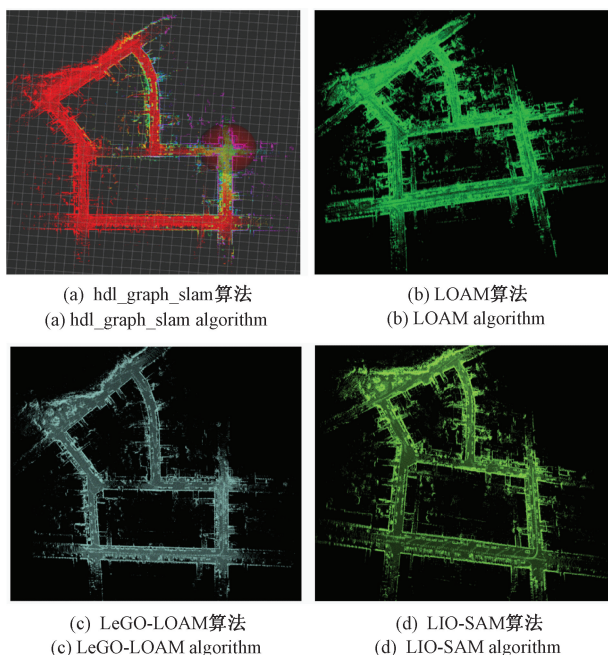 (a) hdl_graph_slam算法
(a) hdl_graph_slam algorithm
(b) LOAM算法
(b) LOAM algorithm
(c) LeGO-LOAM算法
(c) LeGO-LOAM algorithm
(d) LIO-SAM算法
(d) LIO-SAM algorithm